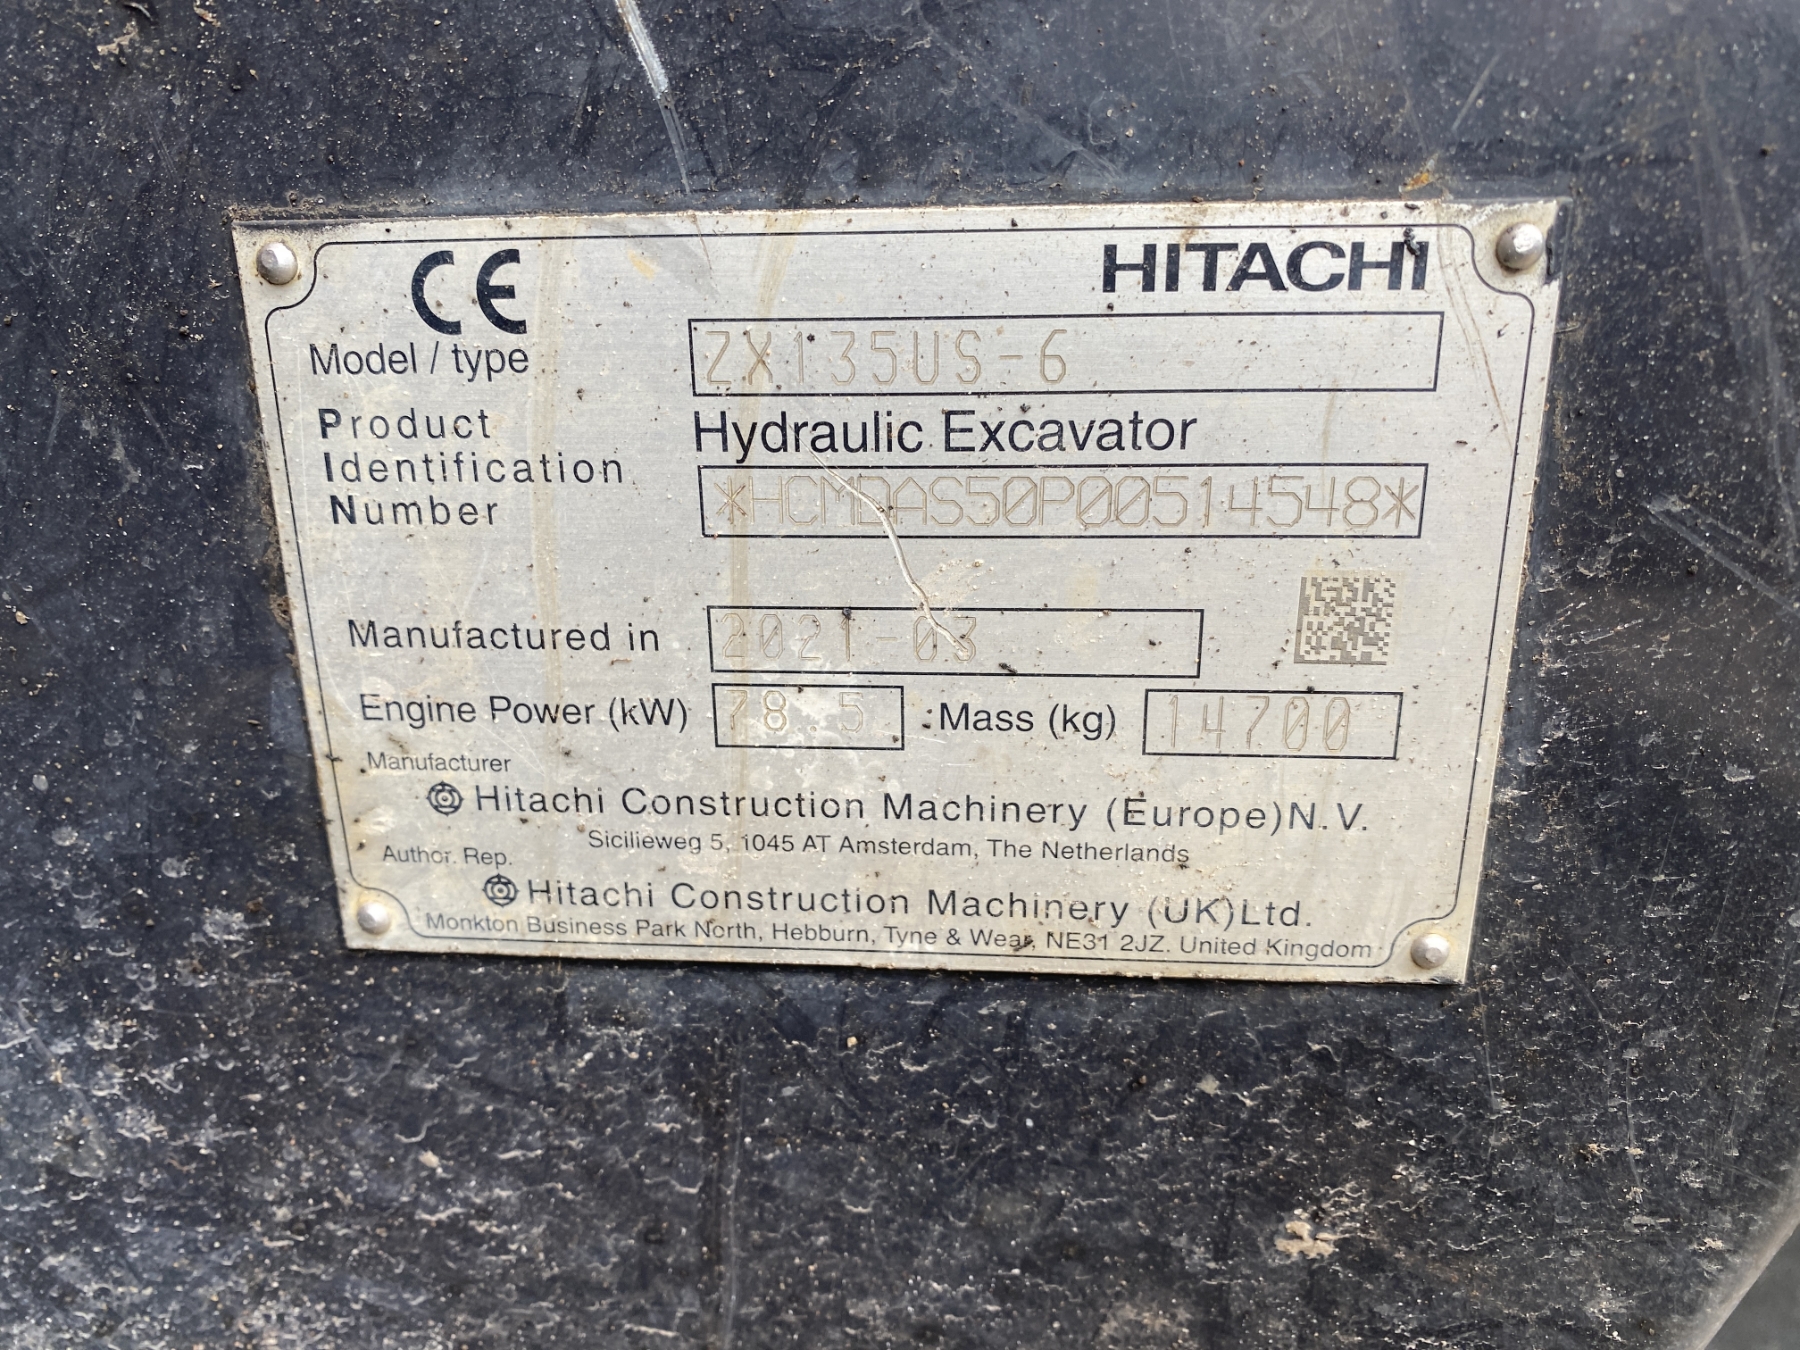 CE HITACHI
Model / type ZX135US-6
Product Hydraulic Excavator
Identification
Number *HCMDAS50P00514548*
Manufactured in 2021-03
Engine Power (kW) 78.5 Mass (kg) 14700
Manufacturer
Hitachi Construction Machinery (Europe)N.V.
Sicilieweg 5, 1045 AT Amsterdam, The Netherlands
Author. Rep.
Hitachi Construction Machinery (UK)Ltd.
Monkton Business Park North, Hebburn, Tyne & Wear, NE31 2JZ. United Kingdom